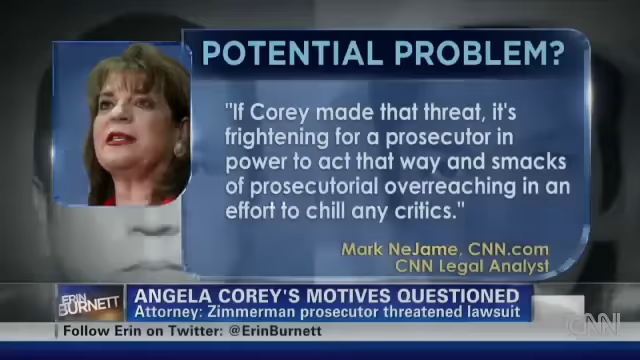 POTENTIAL PROBLEM?
"If Corey made that threat, it's
frightening for a prosecutor in
power to act that way and smacks
of prosecutorial overreaching in an
effort to chill any critics."
Mark NeJame, CNN.com
CNN Legal Analyst
ERIN
BURNETT
ANGELA COREY'S MOTIVES QUESTIONED
Attorney: Zimmerman prosecutor threatened lawsuit
Follow Erin on Twitter: @ErinBurnett
CNN